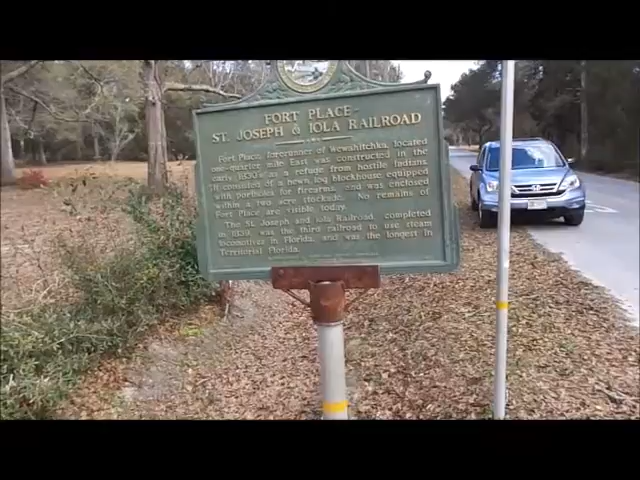 FORT PLACE -
ST. JOSEPH & IOLA RAILROAD
Fort Place, forerunner of Wewahitchka, located
one-quarter mile East was constructed in the
early 1830's as a refuge from hostile Indians.
It consisted of a hewn log blockhouse equipped
with portholes for firearms, and was enclosed
within a two acre stockade. No remains of
Fort Place are visible today.
The St. Joseph and Iola Railroad, completed
in 1839, was the third railroad to use steam
locomotives in Florida, and was the longest in
Territorial Florida.